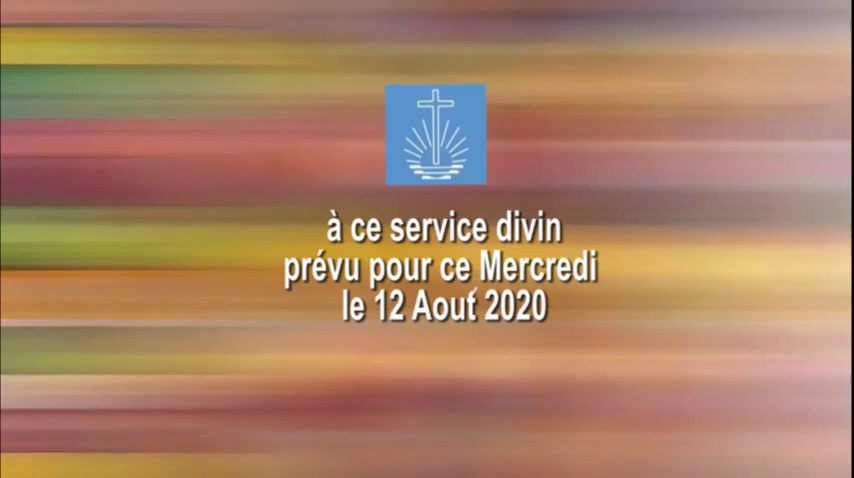 à ce service divin
prévu pour ce Mercredi
le 12 Aout́ 2020